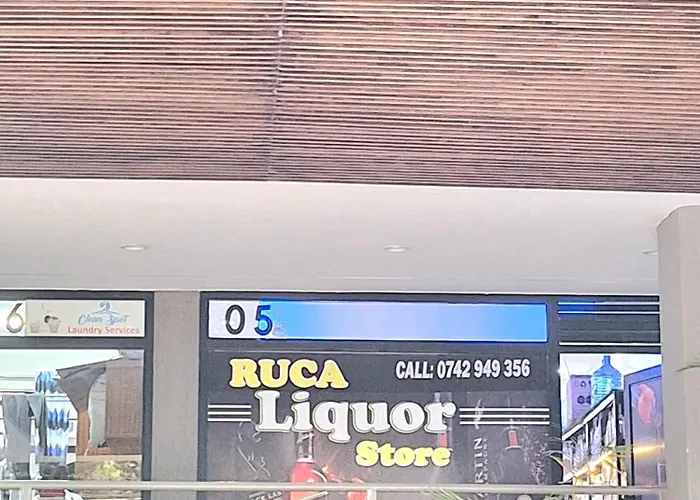 6
Clean Spot
Laundry Services
05
RUCA
CALL: 0742 949 356
Liquor
Store